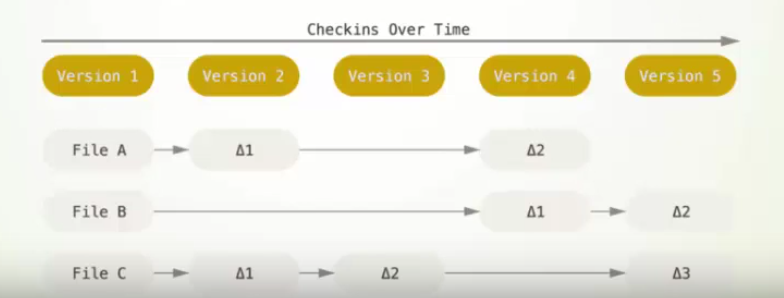 Checkins Over Time
Version 1 Version 2 Version 3 Version 4 Version 5
File A Δ1 Δ2
File B Δ1 Δ2
File C Δ1 Δ2 Δ3